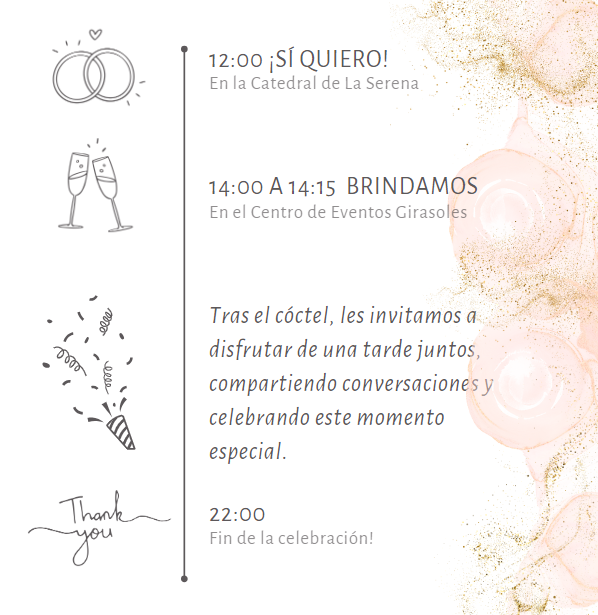 12:00 ¡SÍ QUIERO!
En la Catedral de La Serena
14:00 A 14:15 BRINDAMOS
En el Centro de Eventos Girasoles
Tras el cóctel, les invitamos a
disfrutar de una tarde juntos,
compartiendo conversaciones y
celebrando este momento
especial.
Thank
you
22:00
Fin de la celebración!